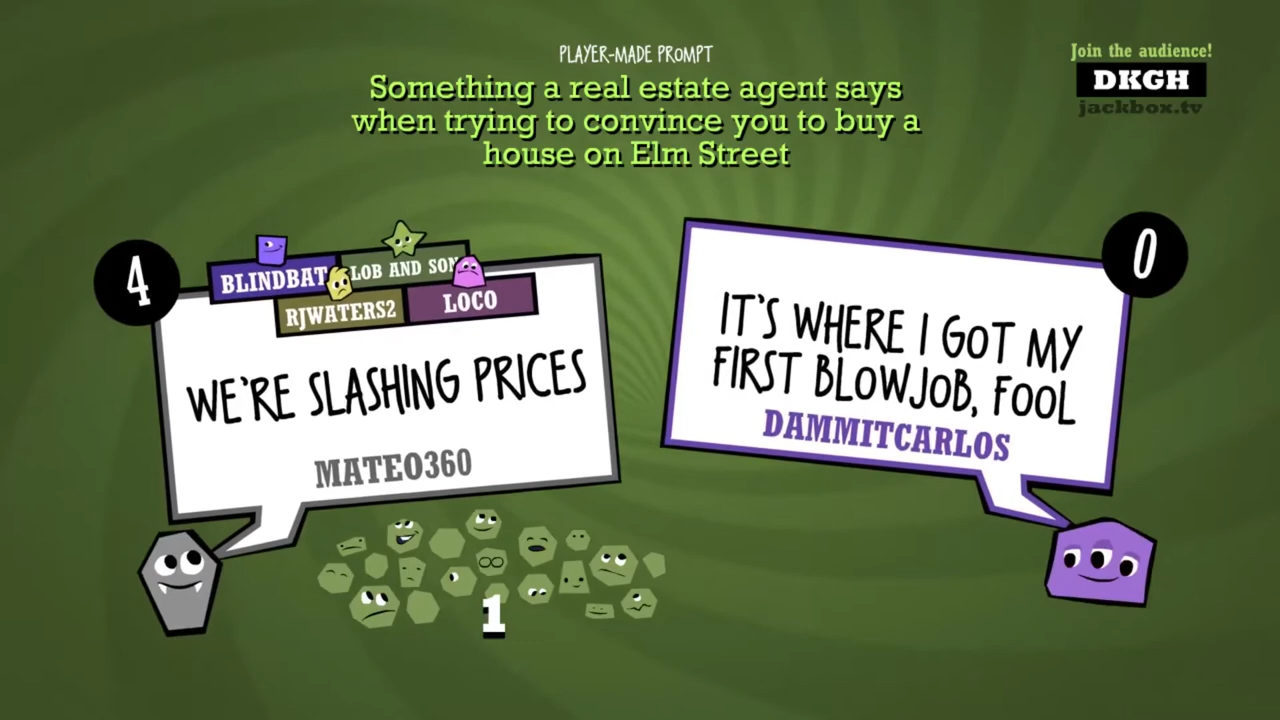 PLAYER-MADE PROMPT
Something a real estate agent says
when trying to convince you to buy a
house on Elm Street
Join the audience!
DKGH
jackbox.tv
4
BLINDBAT
LOB AND SON
RJWATERS2
LOCO
WE'RE SLASHING PRICES
MATEO360
0
IT'S WHERE I GOT MY
FIRST BLOWJOB, FOOL
DAMMITCARLOS
1